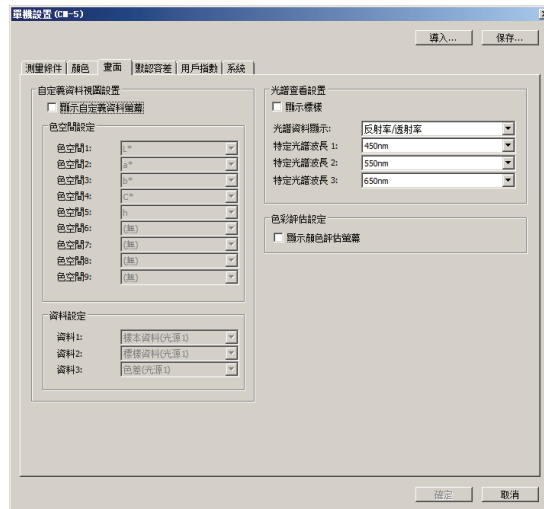 單機設置 (CM-5)
導入... 保存...
測量條件 顏色 畫面 默認容差 用戶指數 系統
自定義資料視圖設置
顯示自定義資料螢幕
色空間設定
色空間1: L*
色空間2: a*
色空間3: b*
色空間4: C*
色空間5: h
色空間6: (無)
色空間7: (無)
色空間8: (無)
色空間9: (無)
資料設定
資料1: 樣本資料(光源1)
資料2: 標樣資料(光源1)
資料3: 色差(光源1)
光譜查看設置
顯示標樣
光譜資料顯示: 反射率/透射率
特定光譜波長 1: 450nm
特定光譜波長 2: 550nm
特定光譜波長 3: 650nm
色彩評估設定
顯示顏色評估螢幕
確定 取消